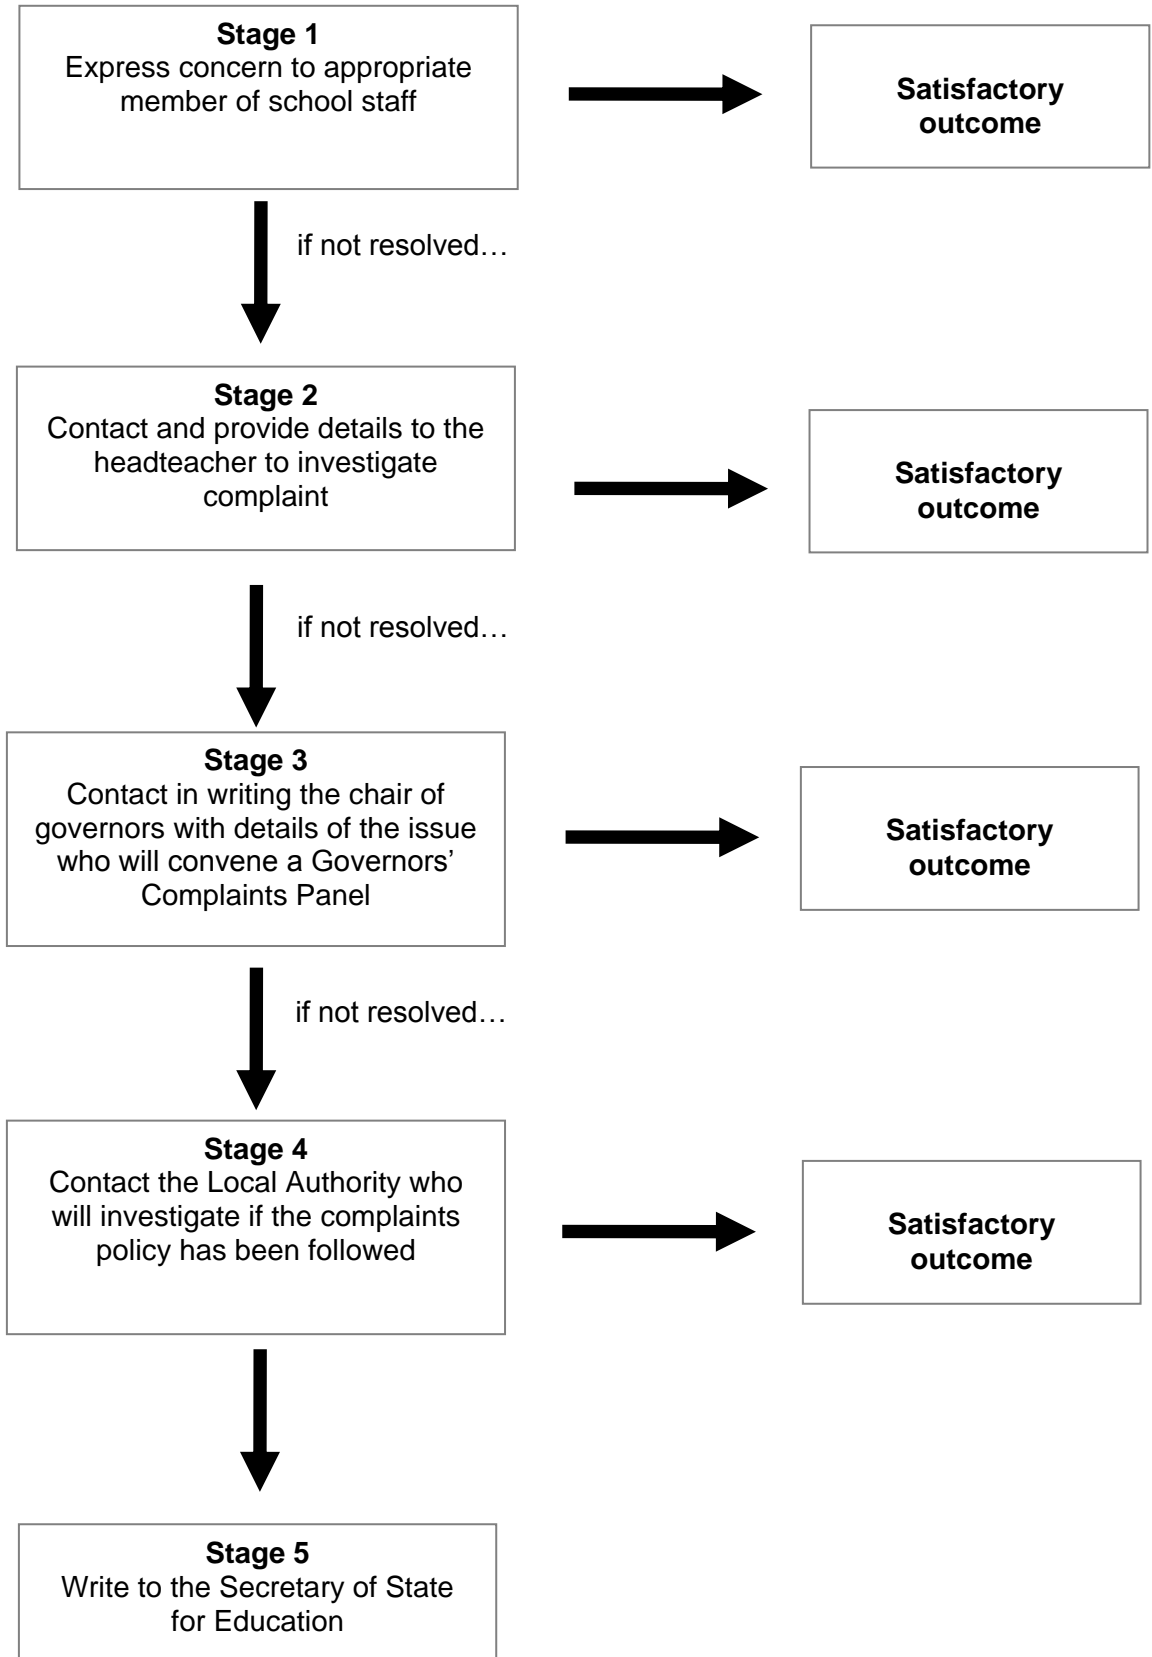 Stage 1
Express concern to appropriate
member of school staff
Satisfactory
outcome
if not resolved…
Stage 2
Contact and provide details to the
headteacher to investigate
complaint
Satisfactory
outcome
if not resolved…
Stage 3
Contact in writing the chair of
governors with details of the issue
who will convene a Governors’
Complaints Panel
Satisfactory
outcome
if not resolved…
Stage 4
Contact the Local Authority who
will investigate if the complaints
policy has been followed
Satisfactory
outcome
Stage 5
Write to the Secretary of State
for Education